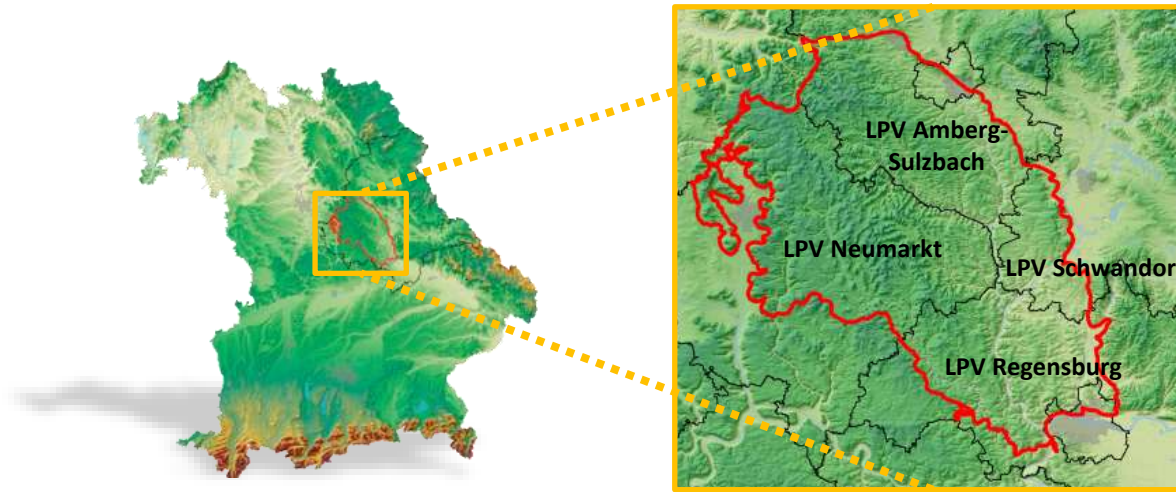 LPV Amberg-
Sulzbach
LPV Neumarkt
LPV Schwandor
LPV Regensburg